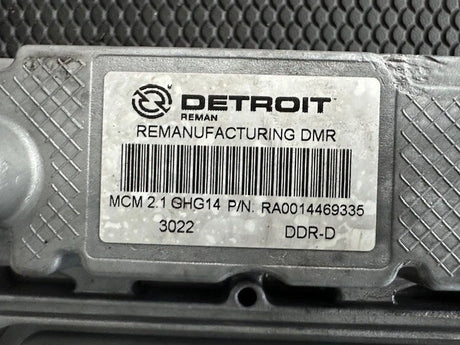 DETROIT
REMAN
REMANUFACTURING DMR
MCM 2.1 GHG14 P/N. RA0014469335
3022 DDR-D